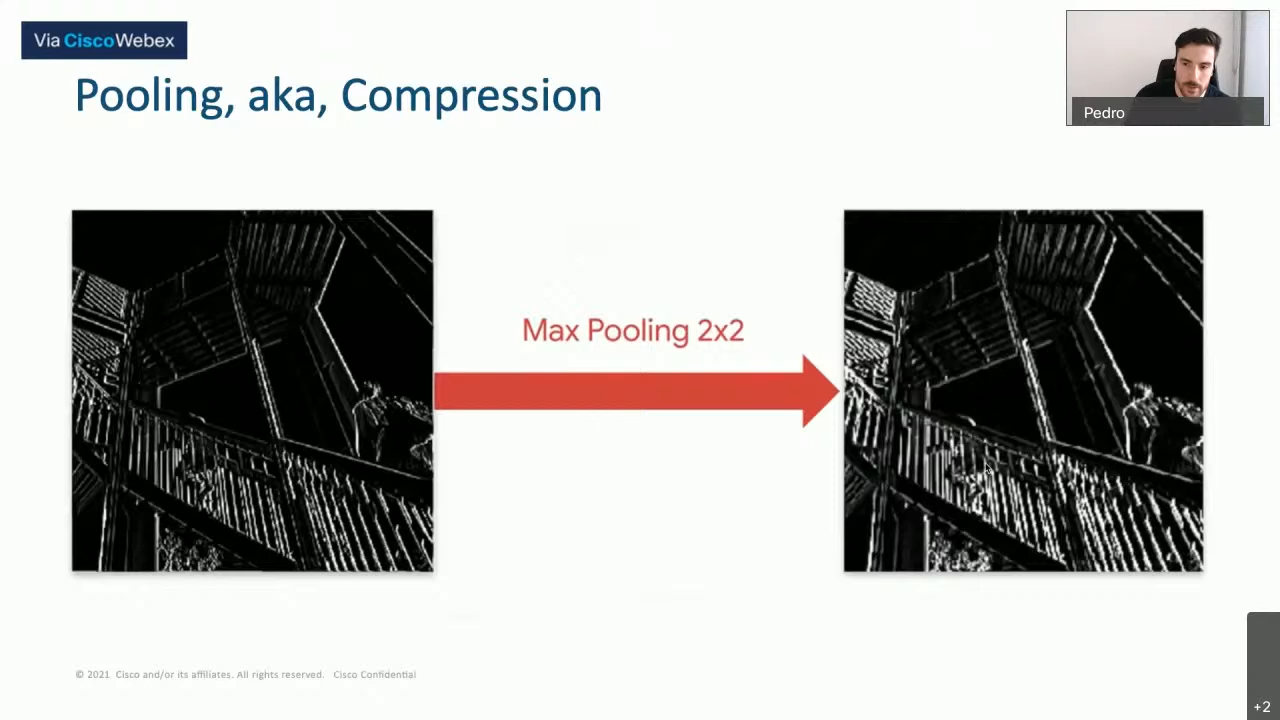 Via CiscoWebex
Pooling, aka, Compression
Pedro
Max Pooling 2x2
© 2021 Cisco and/or its affiliates. All rights reserved. Cisco Confidential
+2